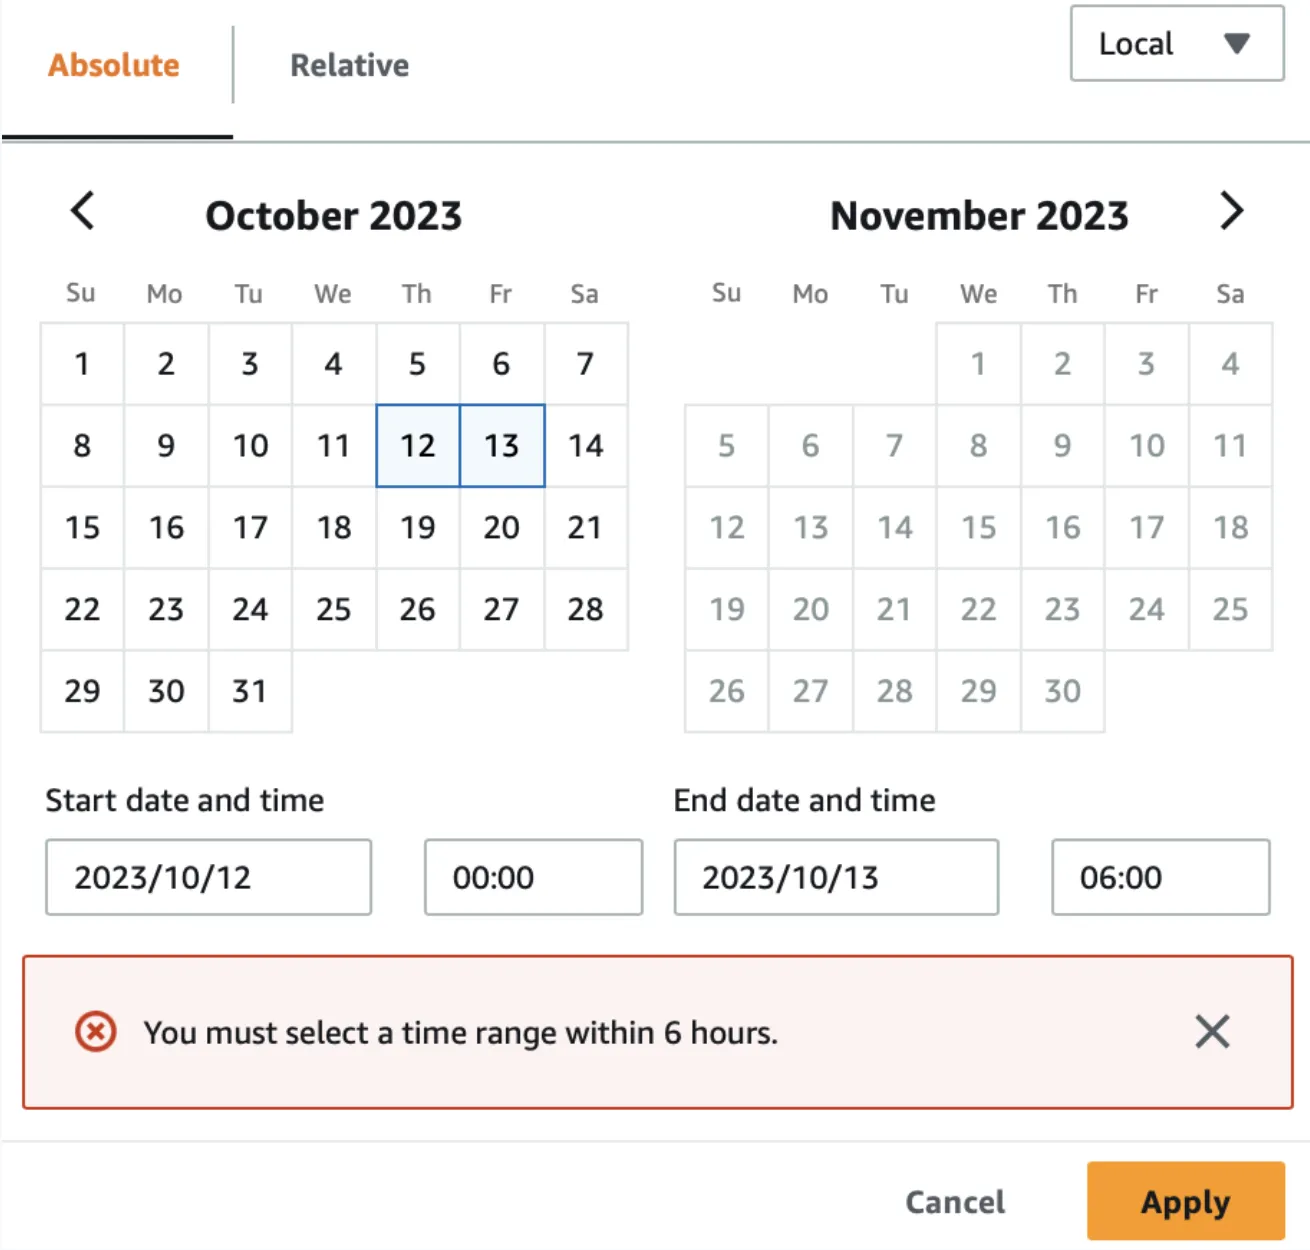 Absolute Relative Local
October 2023 November 2023
Su Mo Tu We Th Fr Sa Su Mo Tu We Th Fr Sa
1 2 3 4 5 6 7 1 2 3 4
8 9 10 11 12 13 14 5 6 7 8 9 10 11
15 16 17 18 19 20 21 12 13 14 15 16 17 18
22 23 24 25 26 27 28 19 20 21 22 23 24 25
29 30 31 26 27 28 29 30
Start date and time End date and time
2023/10/12 00:00 2023/10/13 06:00
You must select a time range within 6 hours.
Cancel Apply